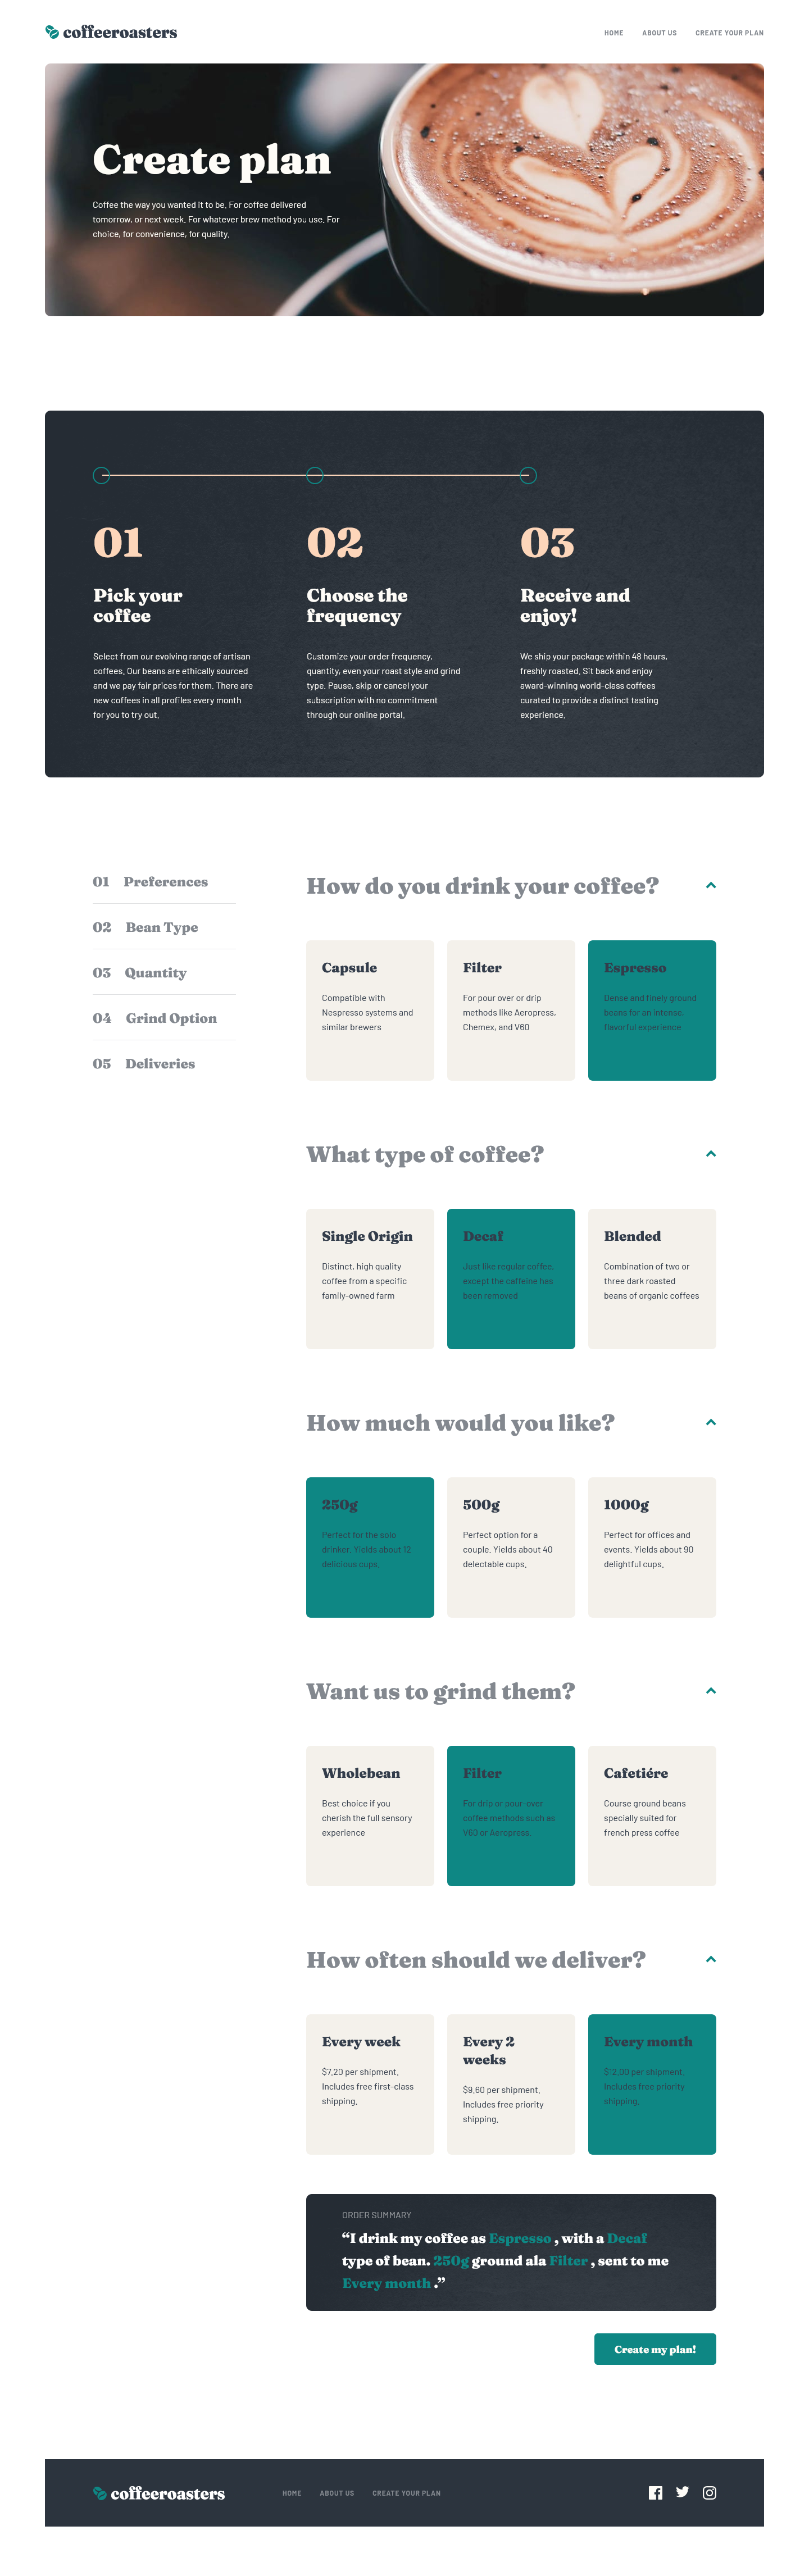 coffeeroasters
HOME ABOUT US CREATE YOUR PLAN
Create plan
Coffee the way you wanted it to be. For coffee delivered
tomorrow, or next week. For whatever brew method you use. For
choice, for convenience, for quality.
01
Pick your
coffee
Select from our evolving range of artisan
coffees. Our beans are ethically sourced
and we pay fair prices for them. There are
new coffees in all profiles every month
for you to try out.
02
Choose the
frequency
Customize your order frequency,
quantity, even your roast style and grind
type. Pause, skip or cancel your
subscription with no commitment
through our online portal.
03
Receive and
enjoy!
We ship your package within 48 hours,
freshly roasted. Sit back and enjoy
award-winning world-class coffees
curated to provide a distinct tasting
experience.
01 Preferences
02 Bean Type
03 Quantity
04 Grind Option
05 Deliveries
How do you drink your coffee?
Capsule
Compatible with
Nespresso systems and
similar brewers
Filter
For pour over or drip
methods like Aeropress,
Chemex, and V60
Espresso
Dense and finely ground
beans for an intense,
flavorful experience
What type of coffee?
Single Origin
Distinct, high quality
coffee from a specific
family-owned farm
Decaf
Just like regular coffee,
except the caffeine has
been removed
Blended
Combination of two or
three dark roasted
beans of organic coffees
How much would you like?
250g
Perfect for the solo
drinker. Yields about 12
delicious cups.
500g
Perfect option for a
couple. Yields about 40
delectable cups.
1000g
Perfect for offices and
events. Yields about 90
delightful cups.
Want us to grind them?
Wholebean
Best choice if you
cherish the full sensory
experience
Filter
For drip or pour-over
coffee methods such as
V60 or Aeropress.
Cafetiére
Course ground beans
specially suited for
french press coffee
How often should we deliver?
Every week
$7.20 per shipment.
Includes free first-class
shipping.
Every 2
weeks
$9.60 per shipment.
Includes free priority
shipping.
Every month
$12.00 per shipment.
Includes free priority
shipping.
ORDER SUMMARY
“I drink my coffee as Espresso , with a Decaf
type of bean. 250g ground ala Filter , sent to me
Every month .”
Create my plan!
coffeeroasters
HOME ABOUT US CREATE YOUR PLAN